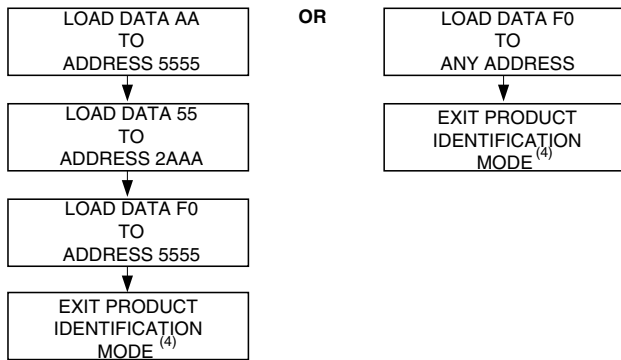 LOAD DATA AA
TO
ADDRESS 5555
LOAD DATA 55
TO
ADDRESS 2AAA
LOAD DATA F0
TO
ADDRESS 5555
EXIT PRODUCT
IDENTIFICATION
MODE (4)
OR
LOAD DATA F0
TO
ANY ADDRESS
EXIT PRODUCT
IDENTIFICATION
MODE (4)